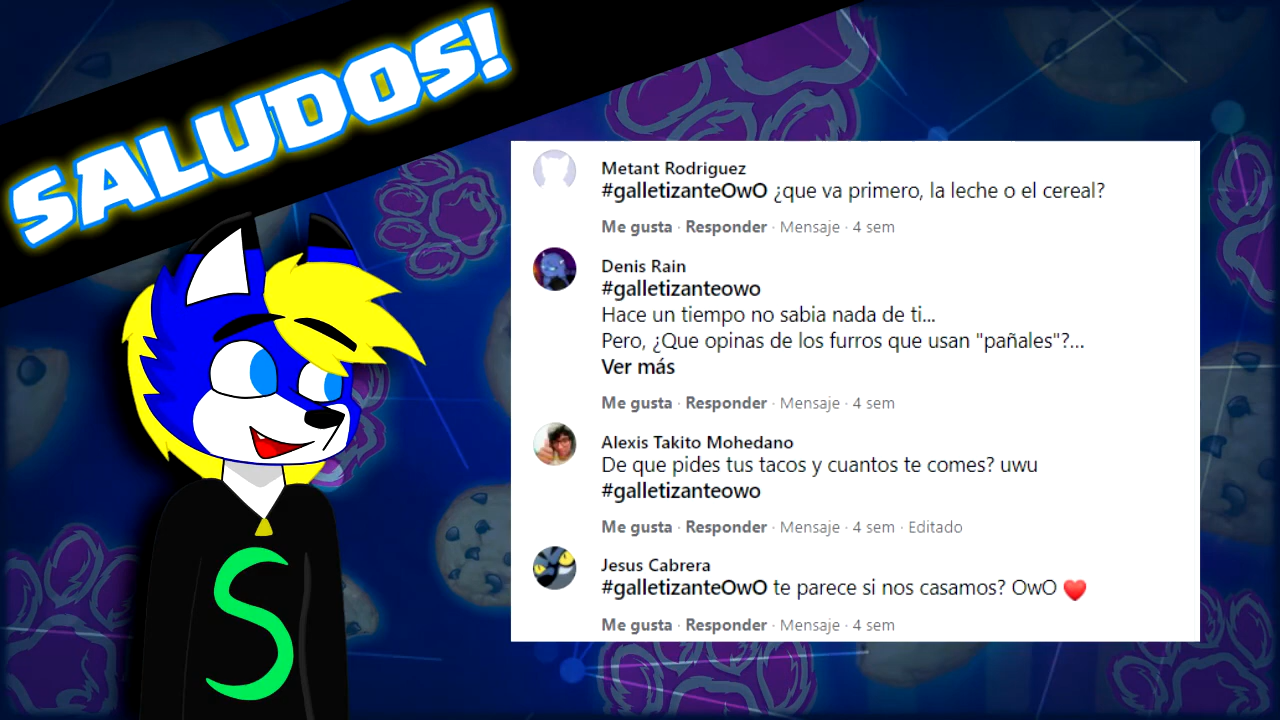 SALUDOS!
Metant Rodriguez
#galletizanteOwO ¿que va primero, la leche o el cereal?
Me gusta · Responder · Mensaje · 4 sem
Denis Rain
#galletizanteowo
Hace un tiempo no sabia nada de ti...
Pero, ¿Que opinas de los furros que usan "pañales"?...
Ver más
Me gusta · Responder · Mensaje · 4 sem
Alexis Takito Mohedano
De que pides tus tacos y cuantos te comes? uwu
#galletizanteowo
Me gusta · Responder · Mensaje · 4 sem · Editado
Jesus Cabrera
#galletizanteOwO te parece si nos casamos? OwO ♥
Me gusta · Responder · Mensaje · 4 sem
S